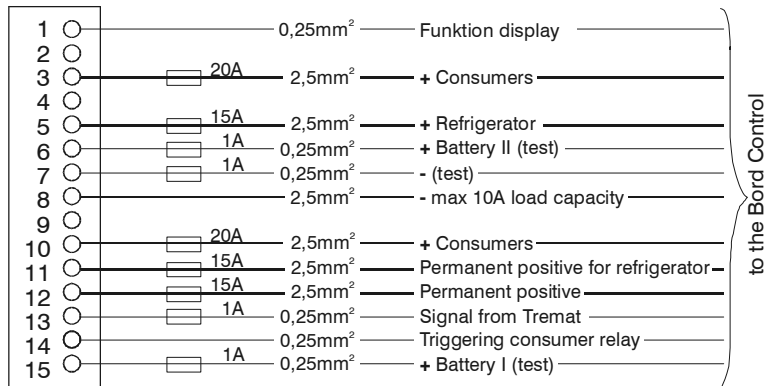 1 0,25mm² Funktion display
2
3 20A 2,5mm² + Consumers
4
5 15A 2,5mm² + Refrigerator
6 1A 0,25mm² + Battery II (test)
7 1A 0,25mm² - (test)
8 2,5mm² - max 10A load capacity
9
10 20A 2,5mm² + Consumers
11 15A 2,5mm² Permanent positive for refrigerator
12 15A 2,5mm² Permanent positive
13 1A 0,25mm² Signal from Tremat
14 0,25mm² Triggering consumer relay
15 1A 0,25mm² + Battery I (test)
to the Bord Control